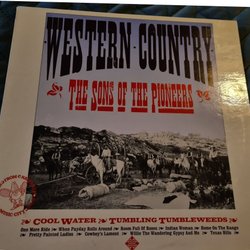 WESTERN COUNTRY
THE SONS OF THE PIONEERS
COOL WATER TUMBLING TUMBLEWEEDS
One More Ride When Payday Rolls Around Room Full Of Roses Indian Woman Some On The Range
Pretty Painted Ladies Cowboy's Lament Willie The Wandering Gypsy And Me Texas Hills